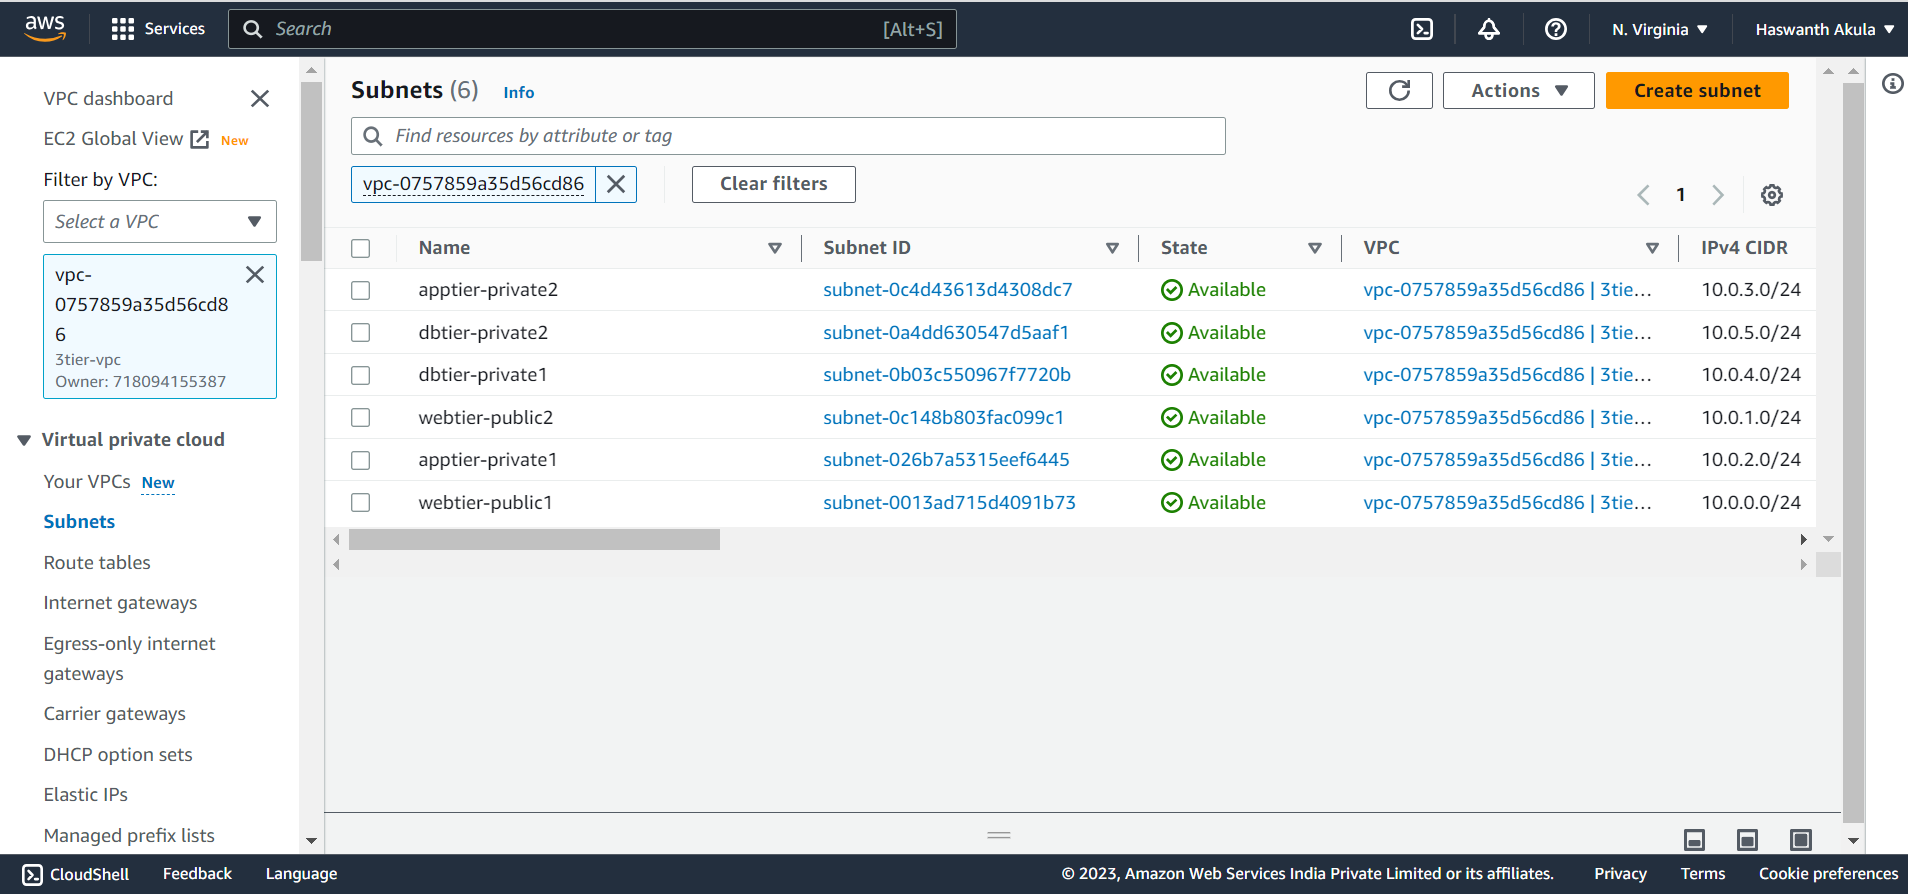 aws Services Search [Alt+S] N. Virginia Haswanth Akula
VPC dashboard
EC2 Global View New
Filter by VPC:
Select a VPC
vpc-
0757859a35d56cd8
6
3tier-vpc
Owner: 718094155387
Virtual private cloud
Your VPCs New
Subnets
Route tables
Internet gateways
Egress-only internet
gateways
Carrier gateways
DHCP option sets
Elastic IPs
Managed prefix lists
Subnets (6) Info Actions Create subnet
Find resources by attribute or tag
vpc-0757859a35d56cd86 Clear filters 1
Name Subnet ID State VPC IPv4 CIDR
apptier-private2 subnet-0c4d43613d4308dc7 Available vpc-0757859a35d56cd86 | 3tie... 10.0.3.0/24
dbtier-private2 subnet-0a4dd630547d5aaf1 Available vpc-0757859a35d56cd86 | 3tie... 10.0.5.0/24
dbtier-private1 subnet-0b03c550967f7720b Available vpc-0757859a35d56cd86 | 3tie... 10.0.4.0/24
webtier-public2 subnet-0c148b803fac099c1 Available vpc-0757859a35d56cd86 | 3tie... 10.0.1.0/24
apptier-private1 subnet-026b7a5315eef6445 Available vpc-0757859a35d56cd86 | 3tie... 10.0.2.0/24
webtier-public1 subnet-0013ad715d4091b73 Available vpc-0757859a35d56cd86 | 3tie... 10.0.0.0/24
CloudShell Feedback Language © 2023, Amazon Web Services India Private Limited or its affiliates. Privacy Terms Cookie preferences